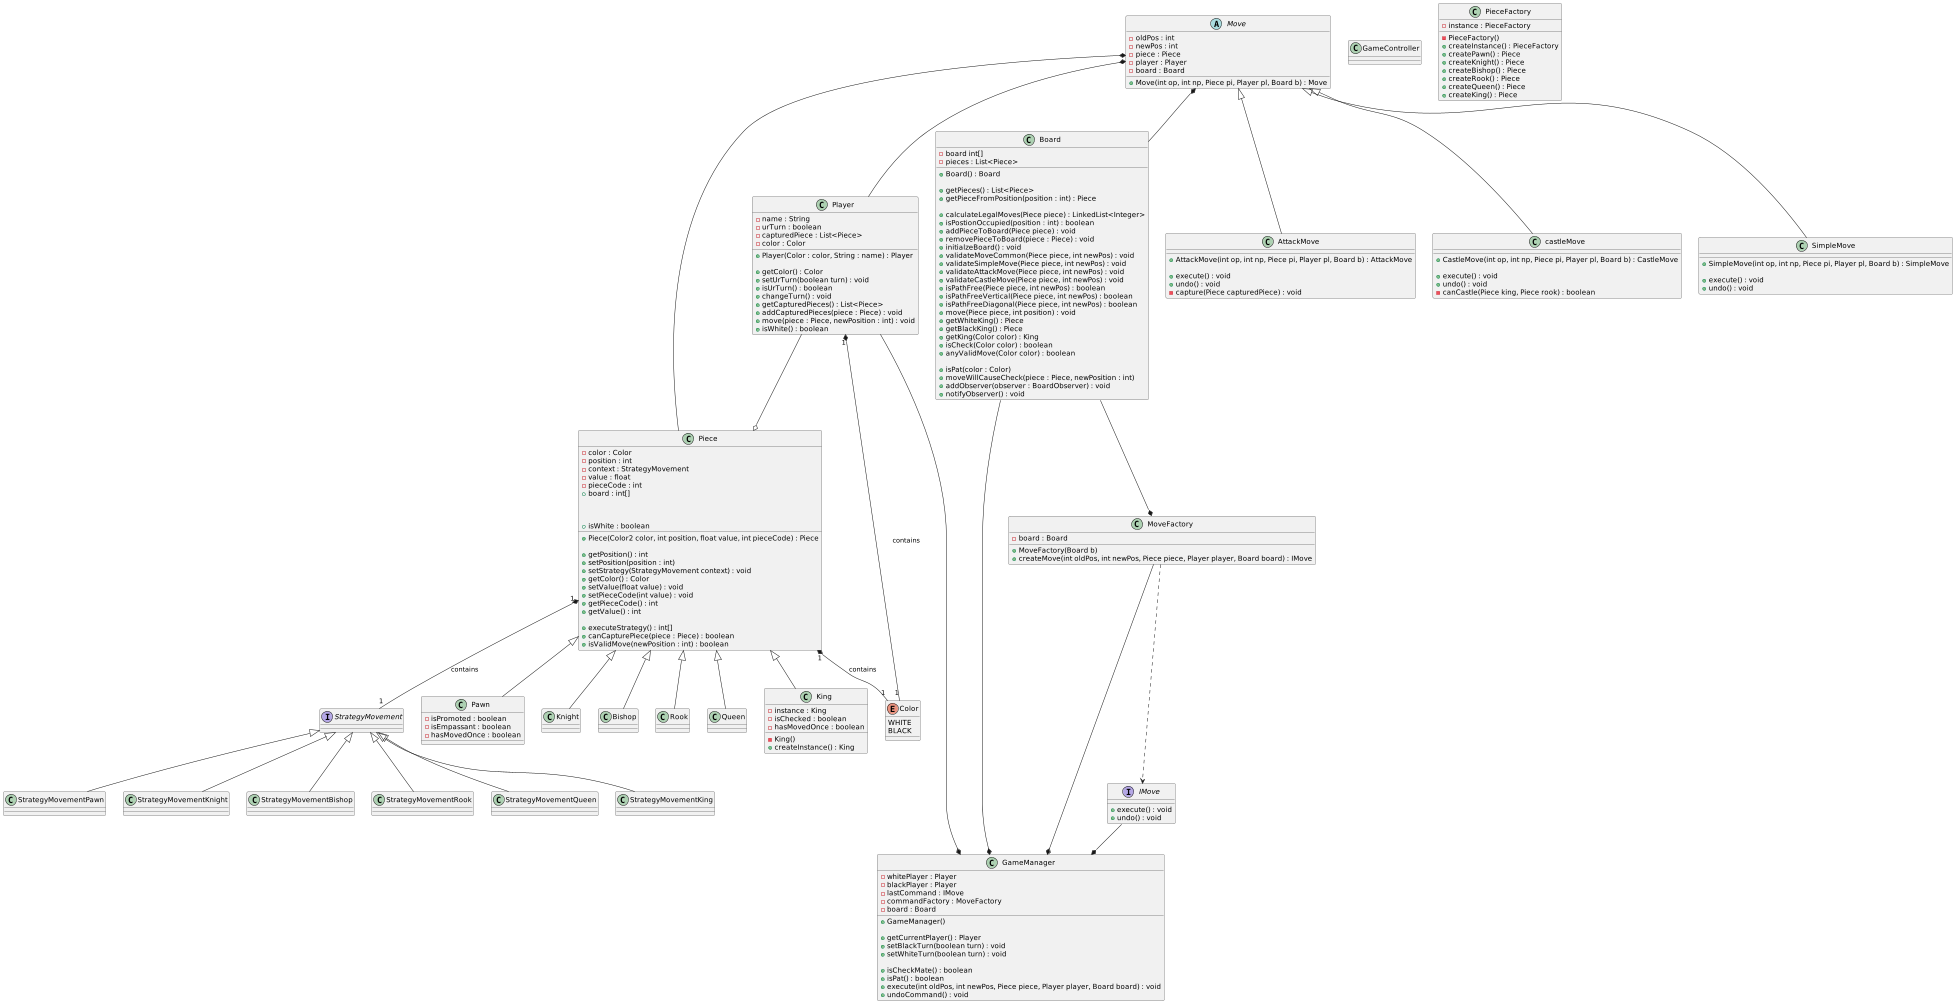 Move
oldPos : int
newPos : int
piece : Piece
player : Player
board : Board
Move(int op, int np, Piece pi, Player pl, Board b) : Move
GameController
PieceFactory
instance : PieceFactory
PieceFactory()
createInstance() : PieceFactory
createPawn() : Piece
createKnight() : Piece
createBishop() : Piece
createRook() : Piece
createQueen() : Piece
createKing() : Piece
Board
board int[]
pieces : List<Piece>
Board() : Board
getPieces() : List<Piece>
getPieceFromPosition(position : int) : Piece
calculateLegalMoves(Piece piece) : LinkedList<Integer>
isPostionOccupied(position : int) : boolean
addPieceToBoard(Piece piece) : void
removePieceToBoard(piece : Piece) : void
initialzeBoard() : void
validateMoveCommon(Piece piece, int newPos) : void
validateSimpleMove(Piece piece, int newPos) : void
validateAttackMove(Piece piece, int newPos) : void
validateCastleMove(Piece piece, int newPos) : void
isPathFree(Piece piece, int newPos) : boolean
isPathFreeVertical(Piece piece, int newPos) : boolean
isPathFreeDiagonal(Piece piece, int newPos) : boolean
move(Piece piece, int position) : void
getWhiteKing() : Piece
getBlackKing() : Piece
getKing(Color color) : King
isCheck(Color color) : boolean
anyValidMove(Color color) : boolean
isPat(color : Color)
moveWillCauseCheck(piece : Piece, newPosition : int)
addObserver(observer : BoardObserver) : void
notifyObserver() : void
Player
name : String
urTurn : boolean
capturedPiece : List<Piece>
color : Color
Player(Color : color, String : name) : Player
getColor() : Color
setUrTurn(boolean turn) : void
isUrTurn() : boolean
changeTurn() : void
getCapturedPieces() : List<Piece>
addCapturedPieces(piece : Piece) : void
move(piece : Piece, newPosition : int) : void
isWhite() : boolean
AttackMove
AttackMove(int op, int np, Piece pi, Player pl, Board b) : AttackMove
execute() : void
undo() : void
capture(Piece capturedPiece) : void
castleMove
CastleMove(int op, int np, Piece pi, Player pl, Board b) : CastleMove
execute() : void
undo() : void
canCastle(Piece king, Piece rook) : boolean
SimpleMove
SimpleMove(int op, int np, Piece pi, Player pl, Board b) : SimpleMove
execute() : void
undo() : void
1
Piece
color : Color
position : int
context : StrategyMovement
value : float
pieceCode : int
board : int[]
isWhite : boolean
Piece(Color2 color, int position, float value, int pieceCode) : Piece
getPosition() : int
setPosition(position : int)
setStrategy(StrategyMovement context) : void
getColor() : Color
setValue(float value) : void
setPieceCode(int value) : void
getPieceCode() : int
getValue() : int
executeStrategy() : int[]
canCapturePiece(piece : Piece) : boolean
isValidMove(newPosition : int) : boolean
contains
MoveFactory
board : Board
MoveFactory(Board b)
createMove(int oldPos, int newPos, Piece piece, Player player, Board board) : IMove
1
1
contains
contains
1
1
1
StrategyMovement
Pawn
isPromoted : boolean
isEmpassant : boolean
hasMovedOnce : boolean
Knight
Bishop
Rook
Queen
King
instance : King
isChecked : boolean
hasMovedOnce : boolean
King()
createInstance() : King
Color
WHITE
BLACK
StrategyMovementPawn
StrategyMovementKnight
StrategyMovementBishop
StrategyMovementRook
StrategyMovementQueen
StrategyMovementKing
IMove
execute() : void
undo() : void
GameManager
whitePlayer : Player
blackPlayer : Player
lastCommand : IMove
commandFactory : MoveFactory
board : Board
GameManager()
getCurrentPlayer() : Player
setBlackTurn(boolean turn) : void
setWhiteTurn(boolean turn) : void
isCheckMate() : boolean
isPat() : boolean
execute(int oldPos, int newPos, Piece piece, Player player, Board board) : void
undoCommand() : void